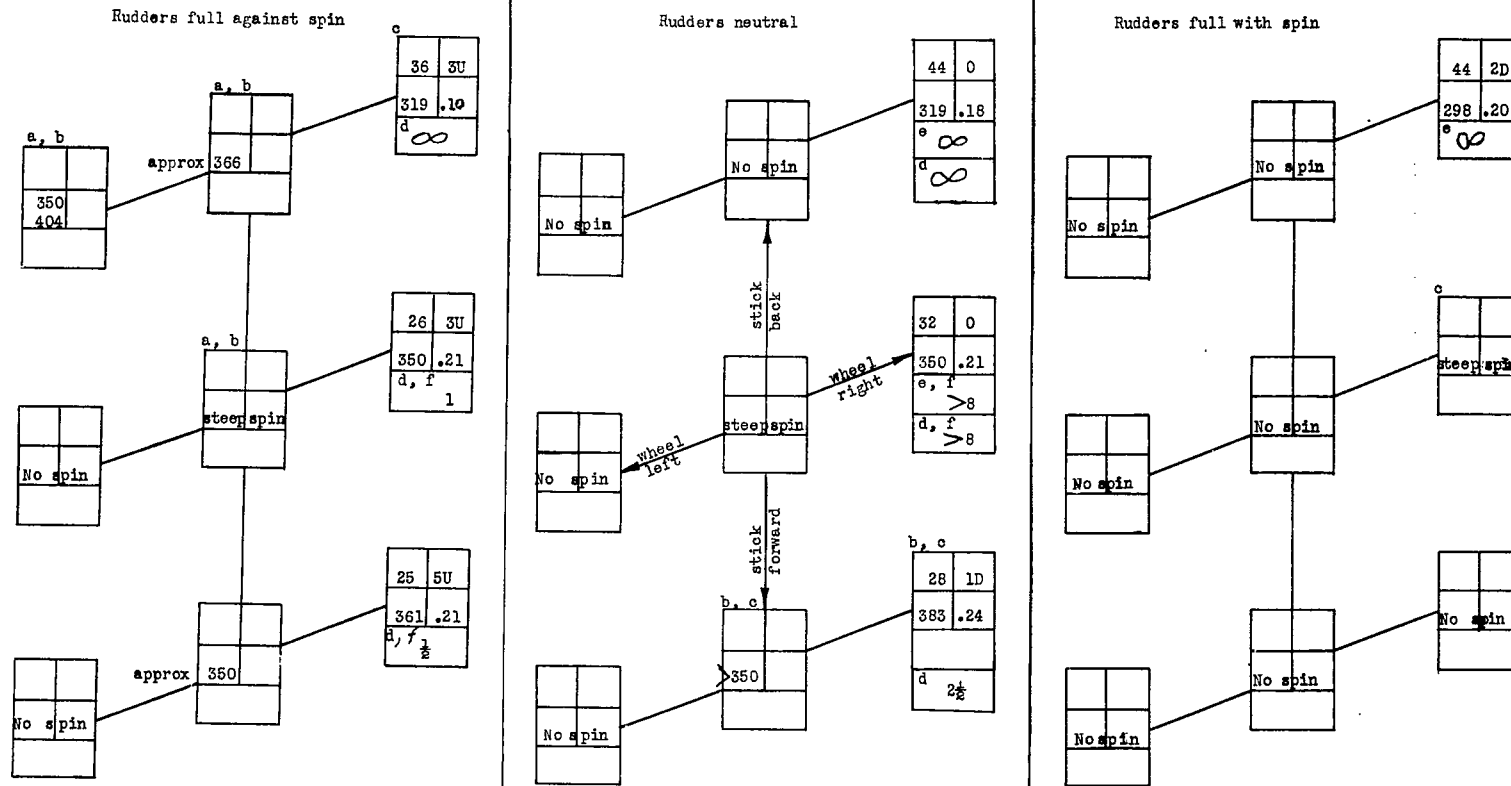 Rudders full against spin
c
36 3U
319 .10
d
∞
a, b
approx 366
a, b
350
404
26 3U
350 .21
d, f
1
a, b
steep spin
No spin
25 5U
361 .21
d, f
1/2
approx 350
No spin
Rudders neutral
44 0
319 .18
e
∞
d
∞
No spin
No spin
stick
back
32 0
350 .21
e, f
>8
d, f
>8
wheel
right
steep spin
wheel
left
No spin
stick
forward
b, c
28 1D
383 .24
d
2½
b, c
>350
No spin
Rudders full with spin
44 2D
298 .20
e
∞
No spin
No spin
c
steep spin
No spin
No spin
No spin
No spin
No spin